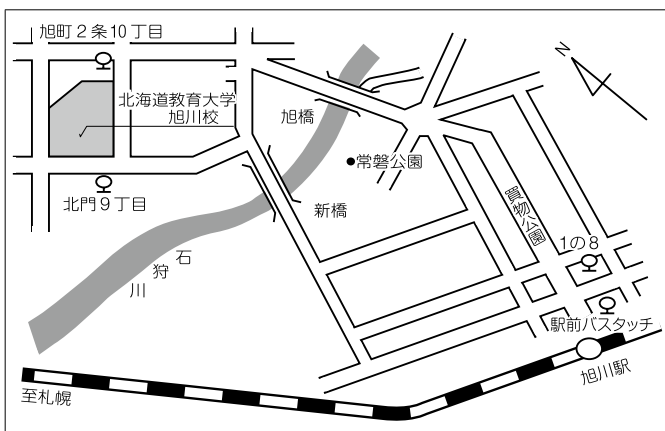 旭町2条10丁目
北海道教育大学
旭川校
北門9丁目
旭橋
常磐公園
新橋
石狩川
買物公園
1の8
駅前バスタッチ
旭川駅
至札幌
N